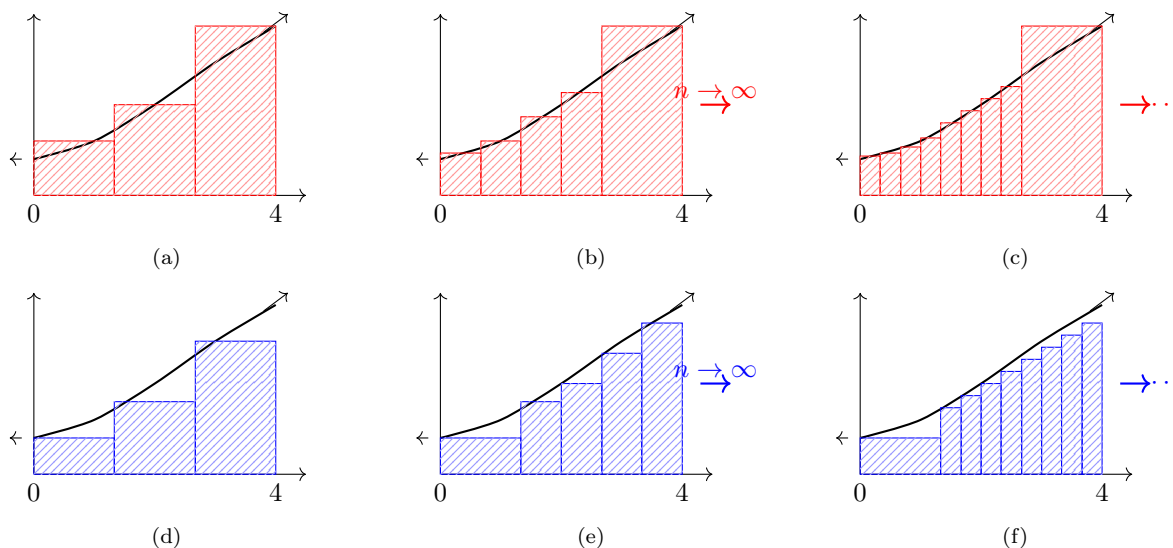 n → ∞
→
→ ··
0 4
0 4
0 4
(a)
(b)
(c)
n → ∞
→
→ ··
0 4
0 4
0 4
(d)
(e)
(f)